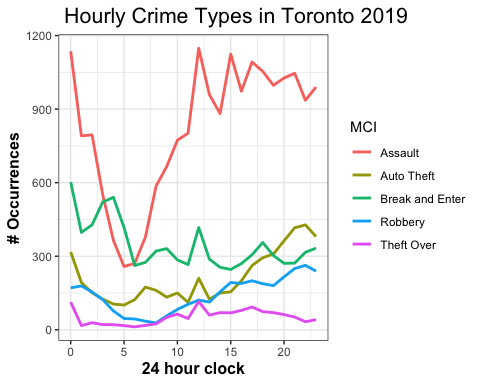 Hourly Crime Types in Toronto 2019
# Occurrences
1200
900
600
300
0
0 5 10 15 20
24 hour clock
MCI
Assault
Auto Theft
Break and Enter
Robbery
Theft Over